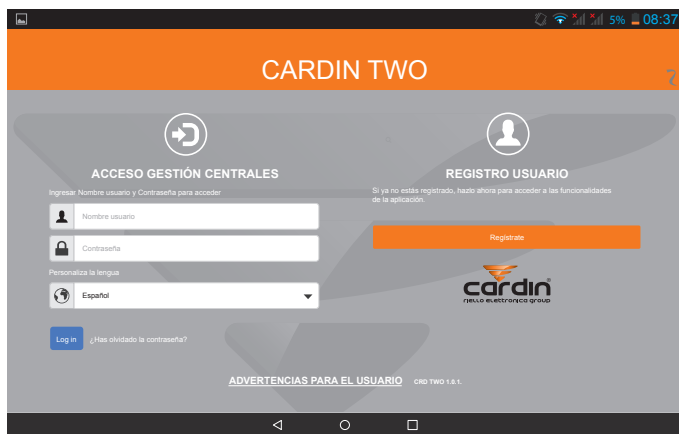 5% 08:37
CARDIN TWO
ACCESO GESTIÓN CENTRALES
Ingresar Nombre usuario y Contraseña para acceder
Nombre usuario
Contraseña
Personaliza la lengua
Español
Log in ¿Has olvidado la contraseña?
REGISTRO USUARIO
Si ya no estás registrado, hazlo ahora para acceder a las funcionalidades
de la aplicación.
Registrate
cardin
riello elettronica group
ADVERTENCIAS PARA EL USUARIO CRD TWO 1.0.1.